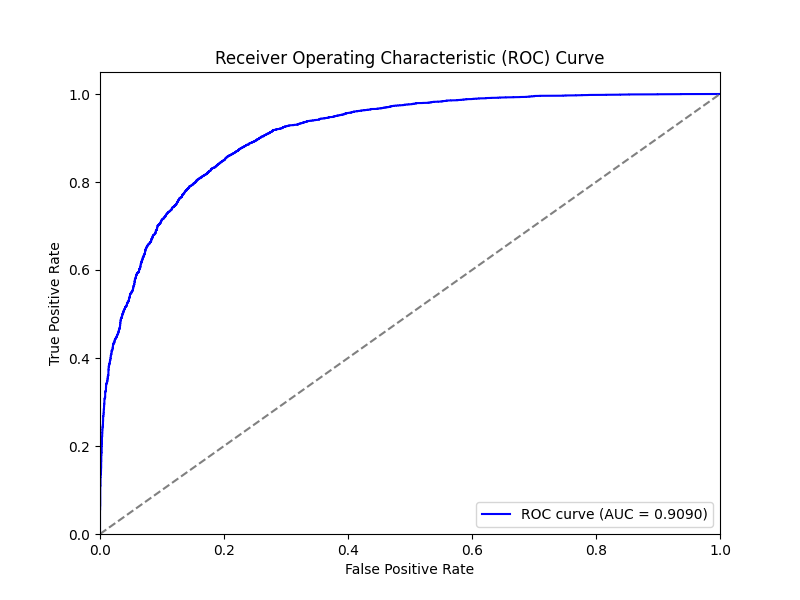 Receiver Operating Characteristic (ROC) Curve
1.0
0.8
0.6
0.4
0.2
0.0
True Positive Rate
ROC curve (AUC = 0.9090)
0.0 0.2 0.4 0.6 0.8 1.0
False Positive Rate